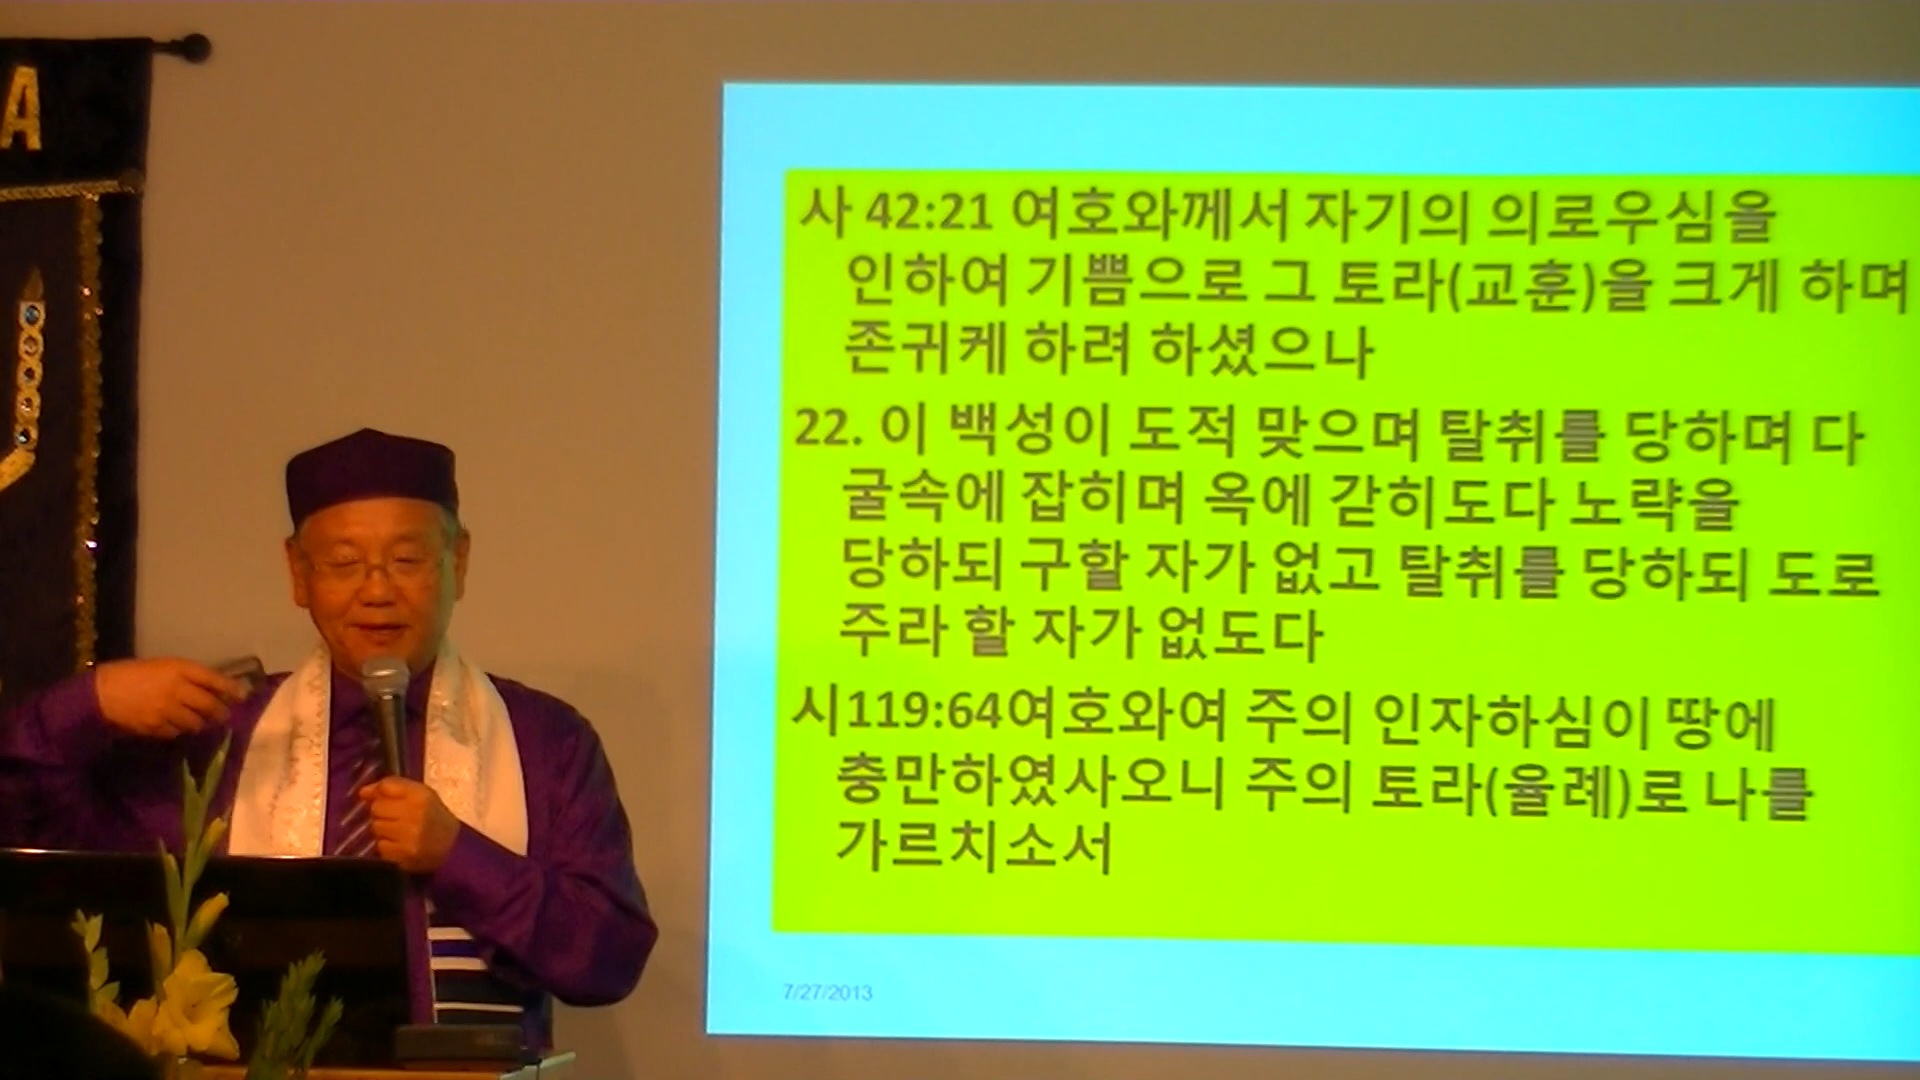 A
사 42:21 여호와께서 자기의 의로우심을
인하여 기쁨으로 그 토라(교훈)을 크게 하며
존귀케 하려 하셨으나
22. 이 백성이 도적 맞으며 탈취를 당하며 다
굴속에 잡히며 옥에 갇히도다 노략을
당하되 구할 자가 없고 탈취를 당하되 도로
주라 할 자가 없도다
시119:64여호와여 주의 인자하심이 땅에
충만하였사오니 주의 토라(율례)로 나를
가르치소서
7/27/2013